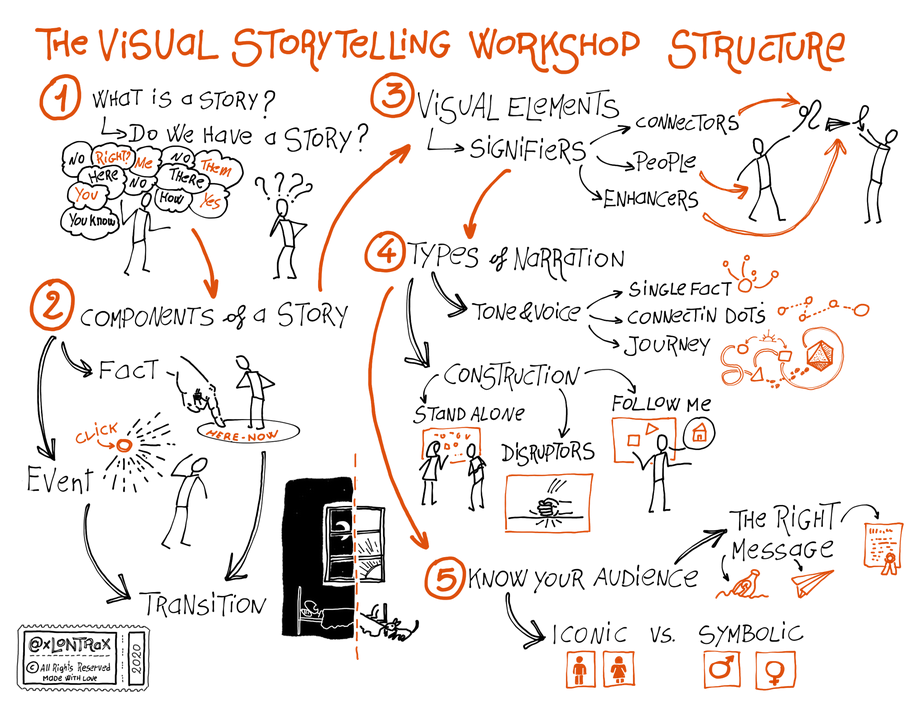 THE VISUAL STORYTELLING WORKSHOP STRUCTURE
1 WHAT IS a STORY?
DO WE HAVE a STORY?
NO
RIGHT?
Me
NO
Them
HERE
NO
THERE
You
HOW
Yes
YOU KNOW
???
2 COMPONENTS of a STORY
FACT
HERE-NOW
CLICK
EVENT
TRANSITION
3 VISUAL ELEMENTS
SIGNIFIERS
CONNECTORS
PEOPLE
ENHANCERS
4 TYPES of NARRATION
TONE & VOICE
SINGLE FACT
CONNECTIN DOTS
JOURNEY
CONSTRUCTION
STAND ALONE
DISRUPTORS
FOLLOW ME
5 KNOW YOUR AUDIENCE
THE RIGHT
MESSAGE
ICONIC VS. SYMBOLIC
@xLONTRax
© All Rights Reserved
MADE WITH LOVE
2020